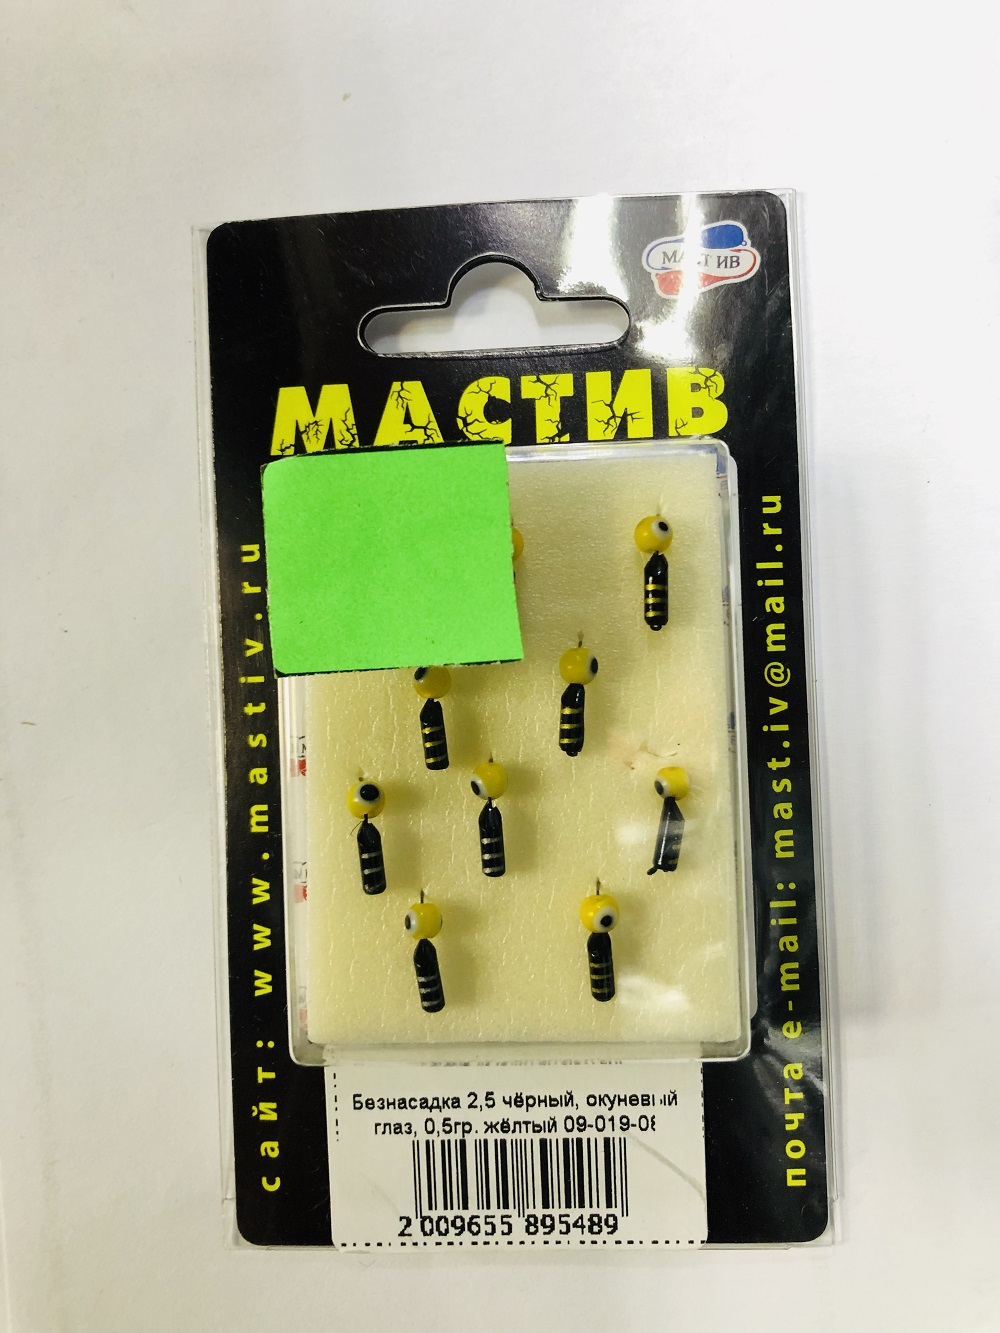 МАСТ ИВ
МАСТИВ
сайт: www.mastiv.ru
почта e-mail: mast.iv@mail.ru
Безнасадка 2,5 чёрный, окуневый
глаз, 0,5гр. жёлтый 09-019-08
2 009655 895489